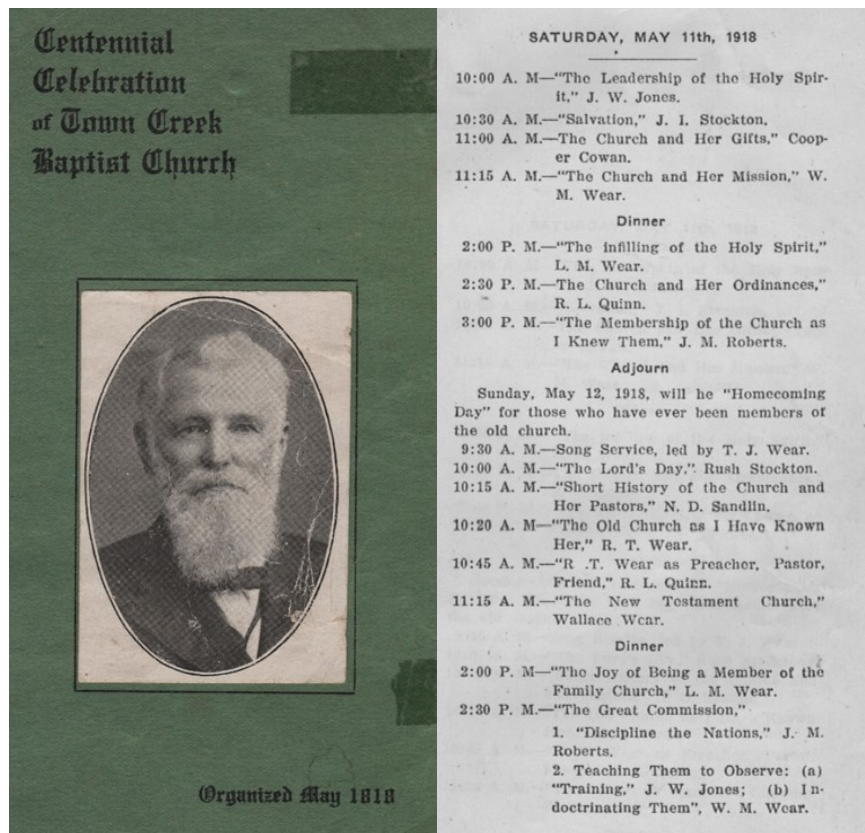 Centennial
Celebration
of Town Creek
Baptist Church
Organized May 1818
SATURDAY, MAY 11th, 1918
10:00 A. M—"The Leadership of the Holy Spir-
it," J. W. Jones.
10:30 A. M.—"Salvation," J. I. Stockton.
11:00 A. M.—The Church and Her Gifts," Coop-
er Cowan.
11:15 A. M.—"The Church and Her Mission," W.
M. Wear.
Dinner
2:00 P. M.—"The infilling of the Holy Spirit,"
L. M. Wear.
2:30 P. M.—The Church and Her Ordinances,"
R. L. Quinn.
3:00 P. M.—"The Membership of the Church as
I Knew Them," J. M. Roberts.
Adjourn
Sunday, May 12, 1918, will be "Homecoming
Day" for those who have ever been members of
the old church.
9:30 A. M.—Song Service, led by T. J. Wear.
10:00 A. M.—"The Lord's Day." Rush Stockton.
10:15 A. M.—"Short History of the Church and
Her Pastors," N. D. Sandlin.
10:20 A. M—"The Old Church as I Have Known
Her," R. T. Wear.
10:45 A. M.—"R .T. Wear as Preacher, Pastor,
Friend," R. L. Quinn.
11:15 A. M.—"The New Testament Church,"
Wallace Wear.
Dinner
2:00 P. M—"The Joy of Being a Member of the
Family Church," L. M. Wear.
2:30 P. M.—"The Great Commission,"
1. "Discipline the Nations," J. M.
Roberts.
2. Teaching Them to Observe: (a)
"Training," J. W. Jones; (b) In-
doctrinating Them", W. M. Wear.